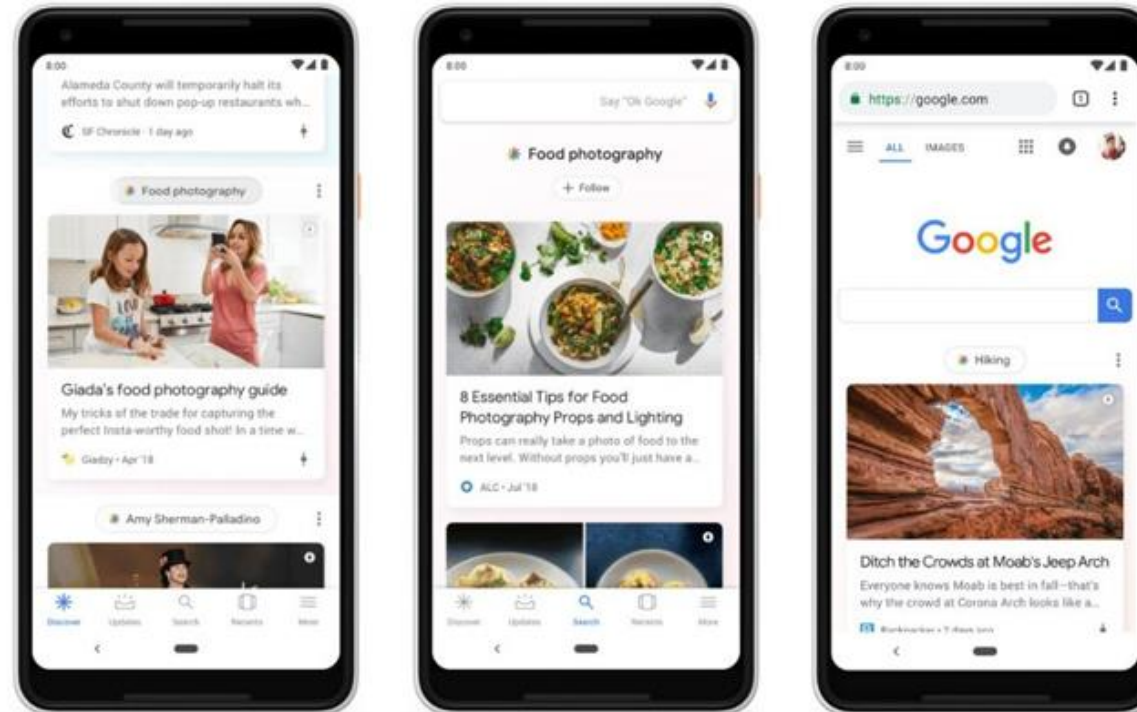 8:00
Alameda County will temporarily halt its
efforts to shut down pop-up restaurants wh...
SF Chronicle · 1 day ago
Food photography
LOVE
Giada's food photography guide
My tricks of the trade for capturing the
perfect Insta-worthy food shot! In a time w...
Giadzy • Apr '18
Amy Sherman-Palladino
Discover
Updates
Search
Recents
More
8:00
Say "Ok Google"
Food photography
+ Follow
8 Essential Tips for Food
Photography Props and Lighting
Props can really take a photo of food to the
next level. Without props you'll just have a...
ALC • Jul '18
Discover
Updates
Search
Recents
More
8:00
https://google.com
1
ALL
IMAGES
Google
Hiking
Ditch the Crowds at Moab's Jeep Arch
Everyone knows Moab is best in fall—that's
why the crowd at Corona Arch looks like a...
Backpacker • 2 days ago